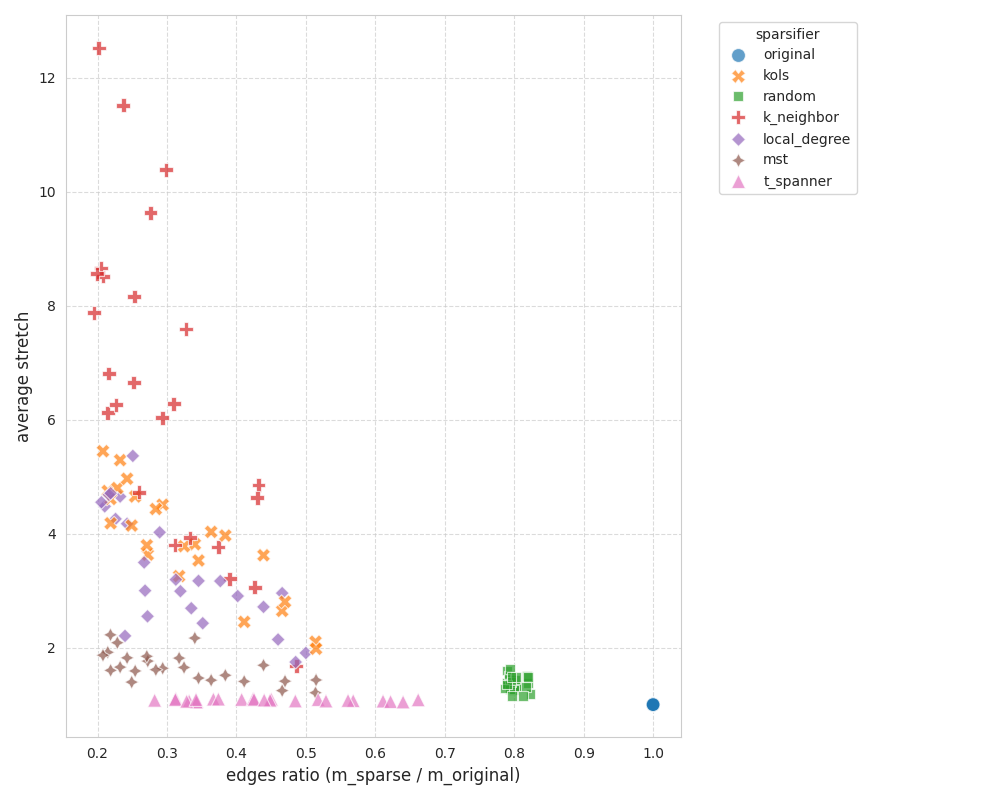 sparsifier
original
kols
random
k_neighbor
local_degree
mst
t_spanner
average stretch
12
10
8
6
4
2
0.2 0.3 0.4 0.5 0.6 0.7 0.8 0.9 1.0
edges ratio (m_sparse / m_original)